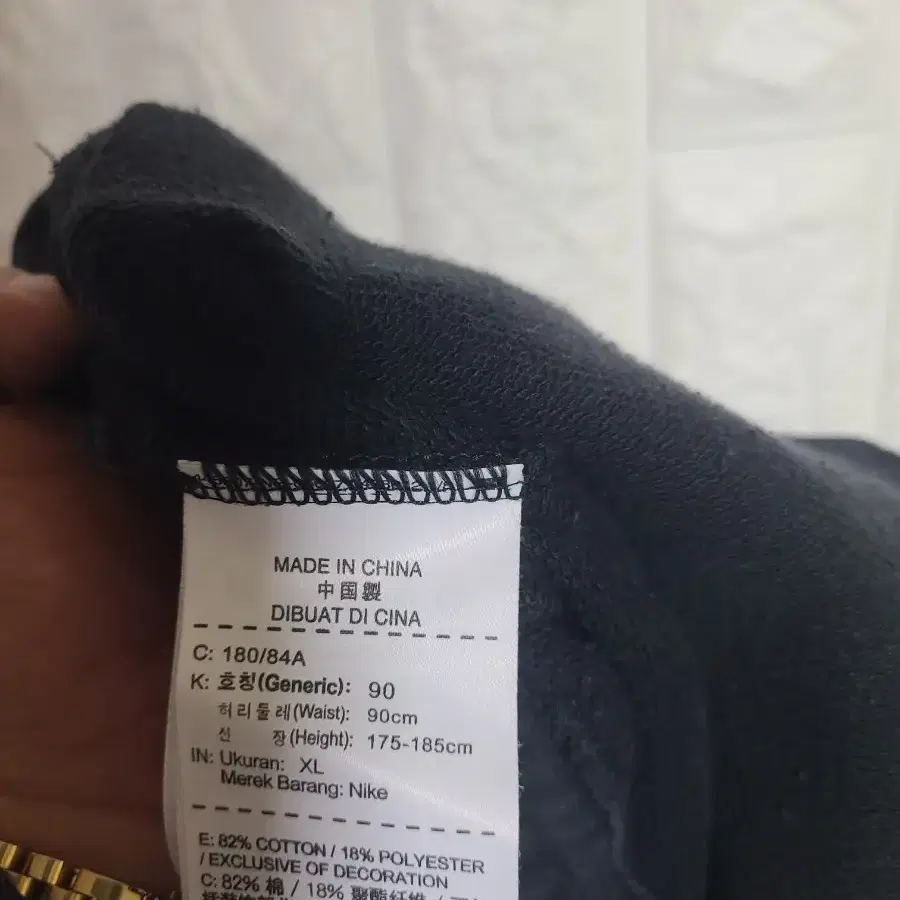 MADE IN CHINA
中国製
DIBUAT DI CINA
C: 180/84A
K: 호칭(Generic): 90
허리둘레(Waist): 90cm
신 장(Height): 175-185cm
IN: Ukuran: XL
Merek Barang: Nike
E: 82% COTTON / 18% POLYESTER
/ EXCLUSIVE OF DECORATION
C: 82% 棉 / 18% 聚酯纤维 /